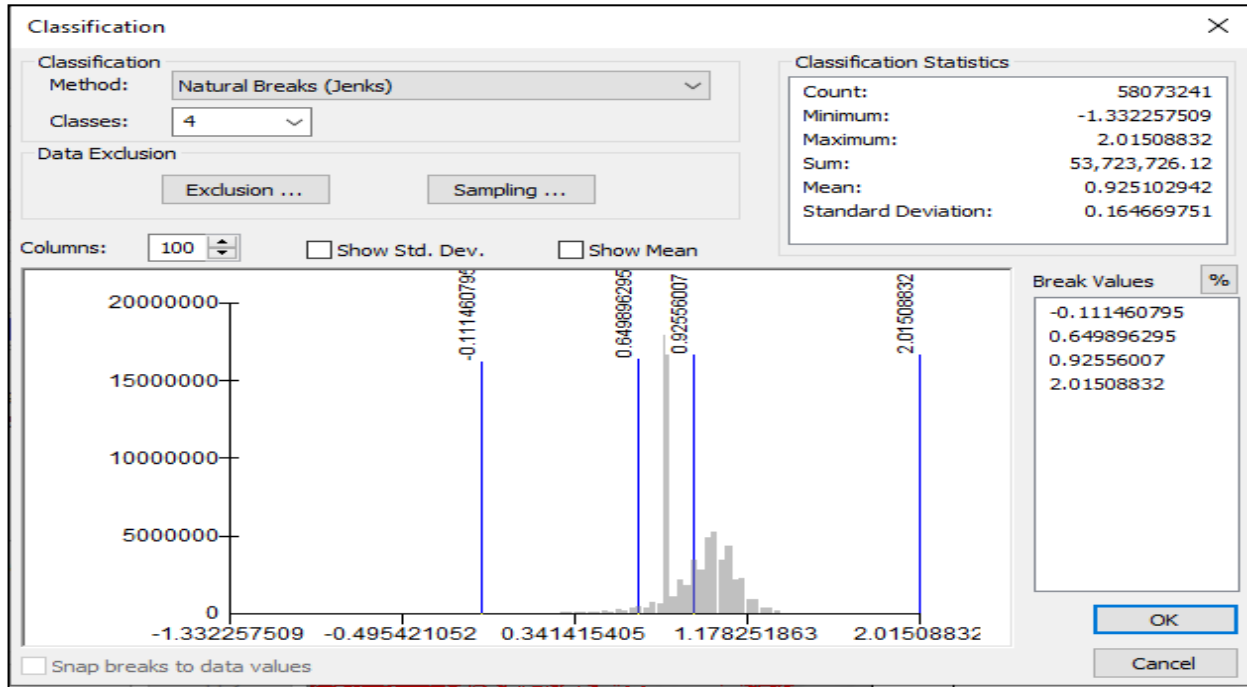 Classification
Classification
Method: Natural Breaks (Jenks)
Classes: 4
Data Exclusion
Exclusion ... Sampling ...
Classification Statistics
Count: 58073241
Minimum: -1.332257509
Maximum: 2.01508832
Sum: 53,723,726.12
Mean: 0.925102942
Standard Deviation: 0.164669751
Columns: 100 Show Std. Dev. Show Mean
20000000
15000000
10000000
5000000
0
-0.111460795
0.649896295
0.92556007
2.01508832
-1.332257509 -0.495421052 0.341415405 1.178251863 2.01508832
Break Values %
-0.111460795
0.649896295
0.92556007
2.01508832
Snap breaks to data values
OK
Cancel